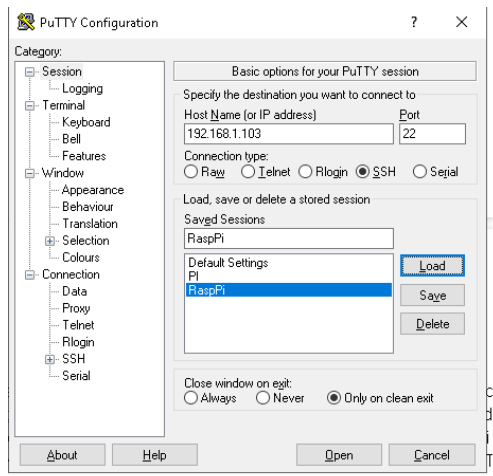 PuTTY Configuration ? ×
Category:
Session
Logging
Terminal
Keyboard
Bell
Features
Window
Appearance
Behaviour
Translation
Selection
Colours
Connection
Data
Proxy
Telnet
Rlogin
SSH
Serial
Basic options for your PuTTY session
Specify the destination you want to connect to
Host Name (or IP address) Port
192.168.1.103 22
Connection type:
Raw Telnet Rlogin SSH Serial
Load, save or delete a stored session
Saved Sessions
RaspPi
Default Settings
PI
RaspPi
Load
Save
Delete
Close window on exit:
Always Never Only on clean exit
About Help Open Cancel